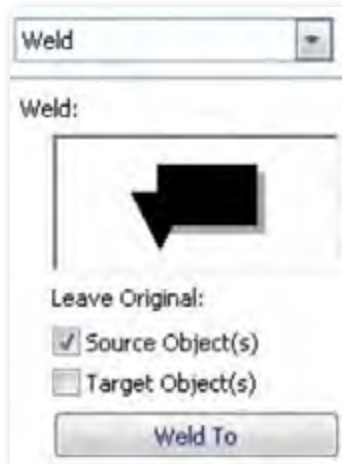 Weld
Weld:
Leave Original:
Source Object(s)
Target Object(s)
Weld To